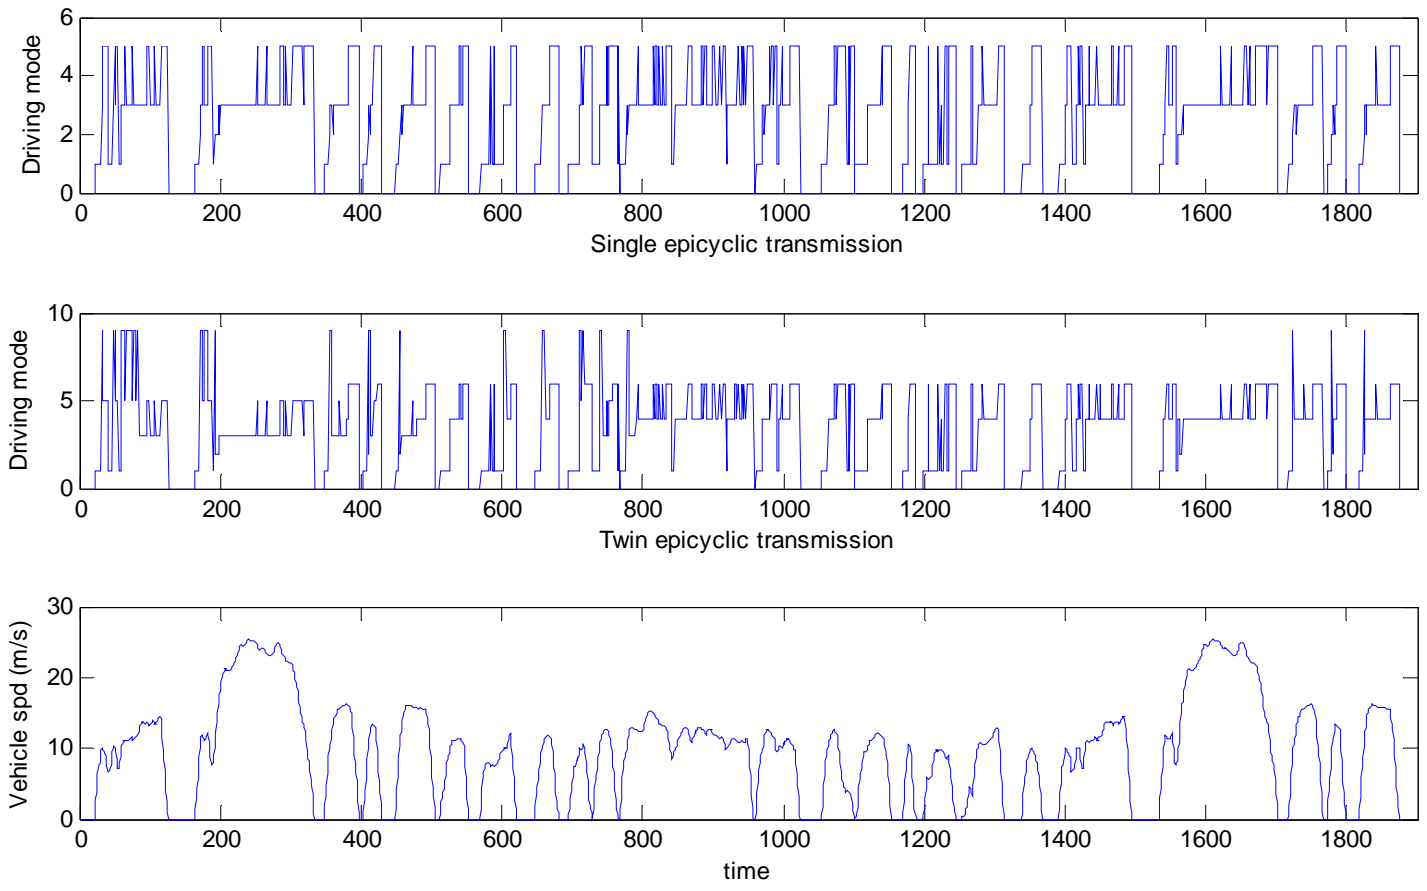 Driving mode
6
4
2
0
0 200 400 600 800 1000 1200 1400 1600 1800
Single epicyclic transmission
Driving mode
10
5
0
0 200 400 600 800 1000 1200 1400 1600 1800
Twin epicyclic transmission
Vehicle spd (m/s)
30
20
10
0
0 200 400 600 800 1000 1200 1400 1600 1800
time